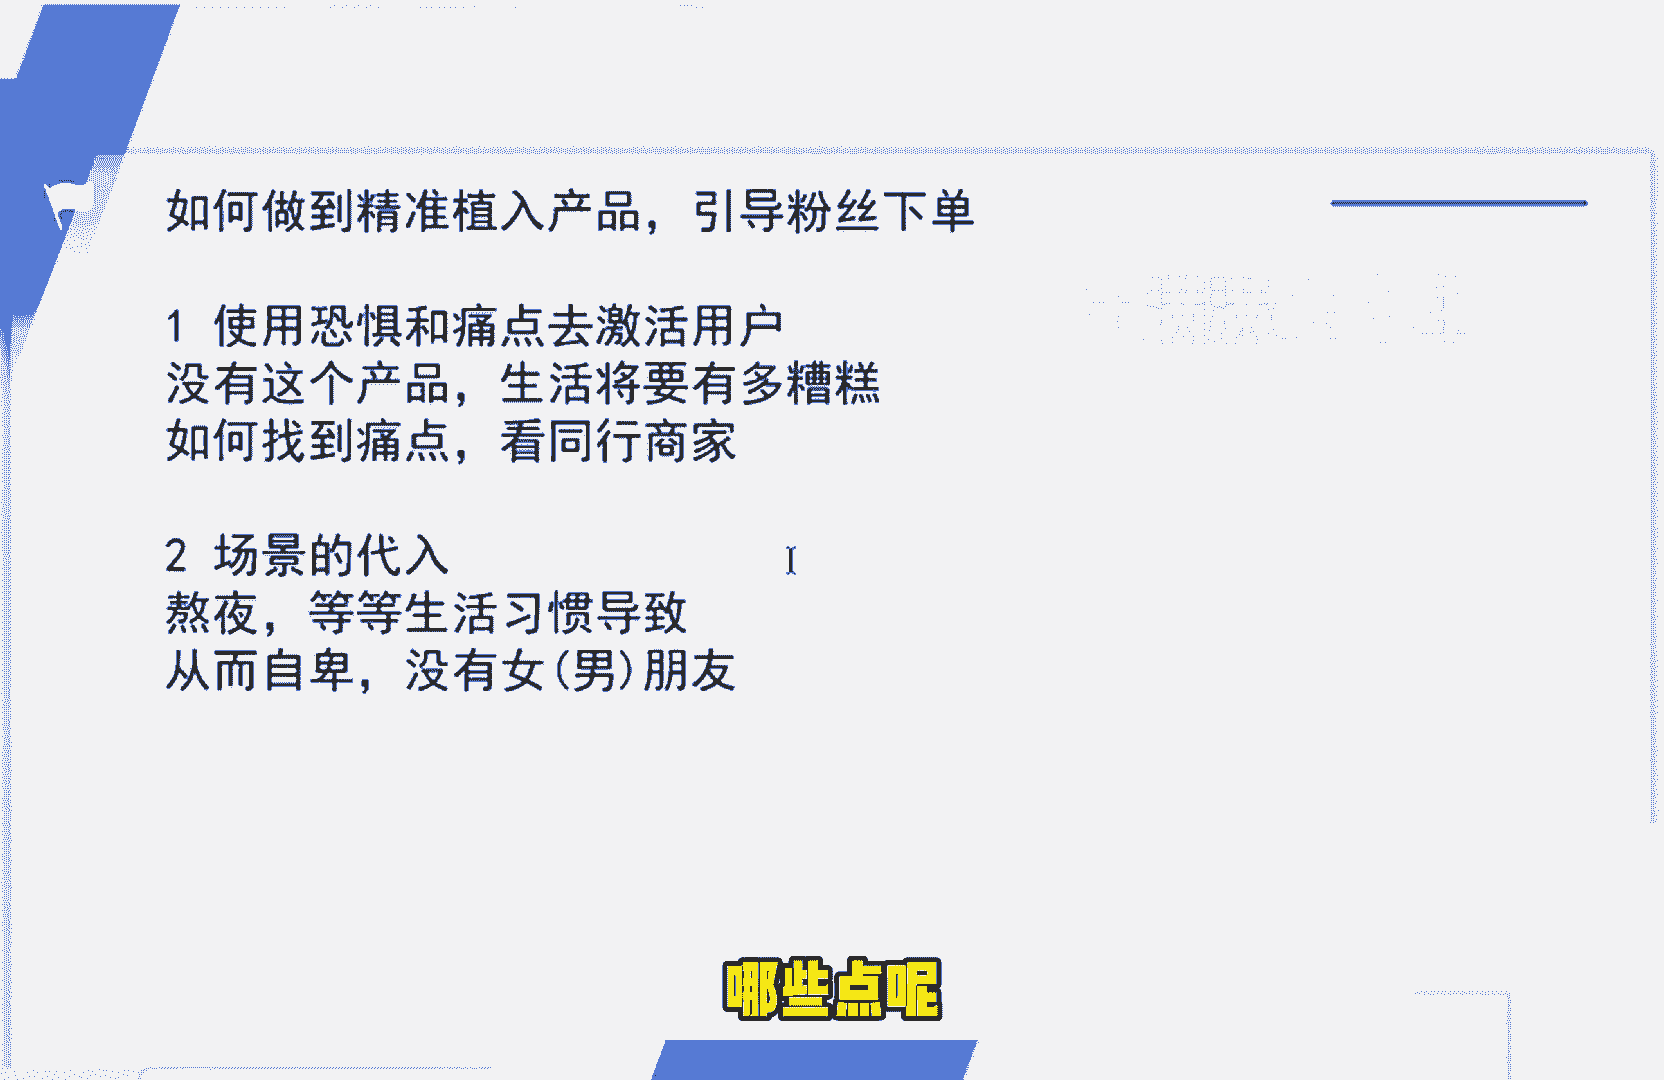 如何做到精准植入产品，引导粉丝下单
1 使用恐惧和痛点去激活用户
没有这个产品，生活将要有多糟糕
如何找到痛点，看同行商家
2 场景的代入
熬夜，等等生活习惯导致
从而自卑，没有女(男)朋友
哪些点呢